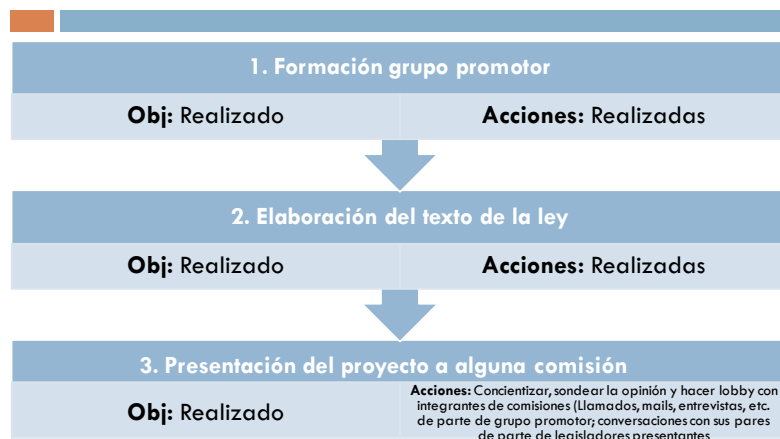 1. Formación grupo promotor
Obj: Realizado
Acciones: Realizadas
2. Elaboración del texto de la ley
Obj: Realizado
Acciones: Realizadas
3. Presentación del proyecto a alguna comisión
Obj: Realizado
Acciones: Concientizar, sondear la opinión y hacer lobby con
integrantes de comisiones (Llamados, mails, entrevistas, etc.
de parte de grupo promotor; conversaciones con sus pares
de parte de legisladores presentantes